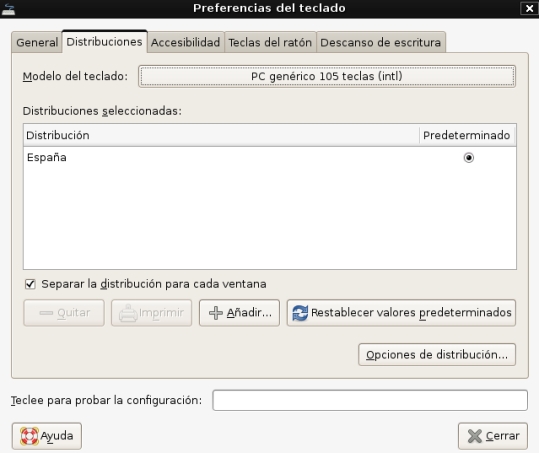 Preferencias del teclado
General Distribuciones Accesibilidad Teclas del ratón Descanso de escritura
Modelo del teclado: PC genérico 105 teclas (intl)
Distribuciones seleccionadas:
Distribución Predeterminado
España
Separar la distribución para cada ventana
Quitar Imprimir Añadir... Restablecer valores predeterminados
Opciones de distribución...
Teclee para probar la configuración:
Ayuda Cerrar